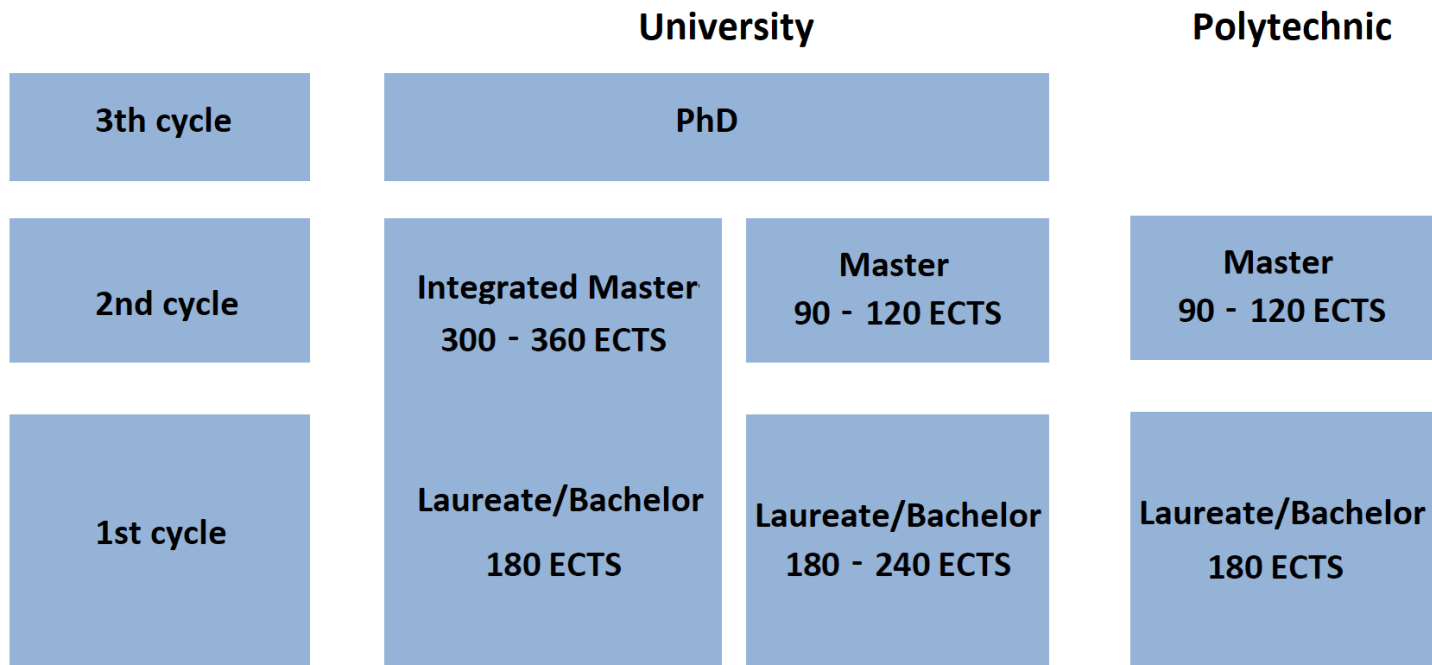 University
Polytechnic
3th cycle
PhD
2nd cycle
Integrated Master
300 - 360 ECTS
Master
90 - 120 ECTS
Master
90 - 120 ECTS
1st cycle
Laureate/Bachelor
180 ECTS
Laureate/Bachelor
180 - 240 ECTS
Laureate/Bachelor
180 ECTS